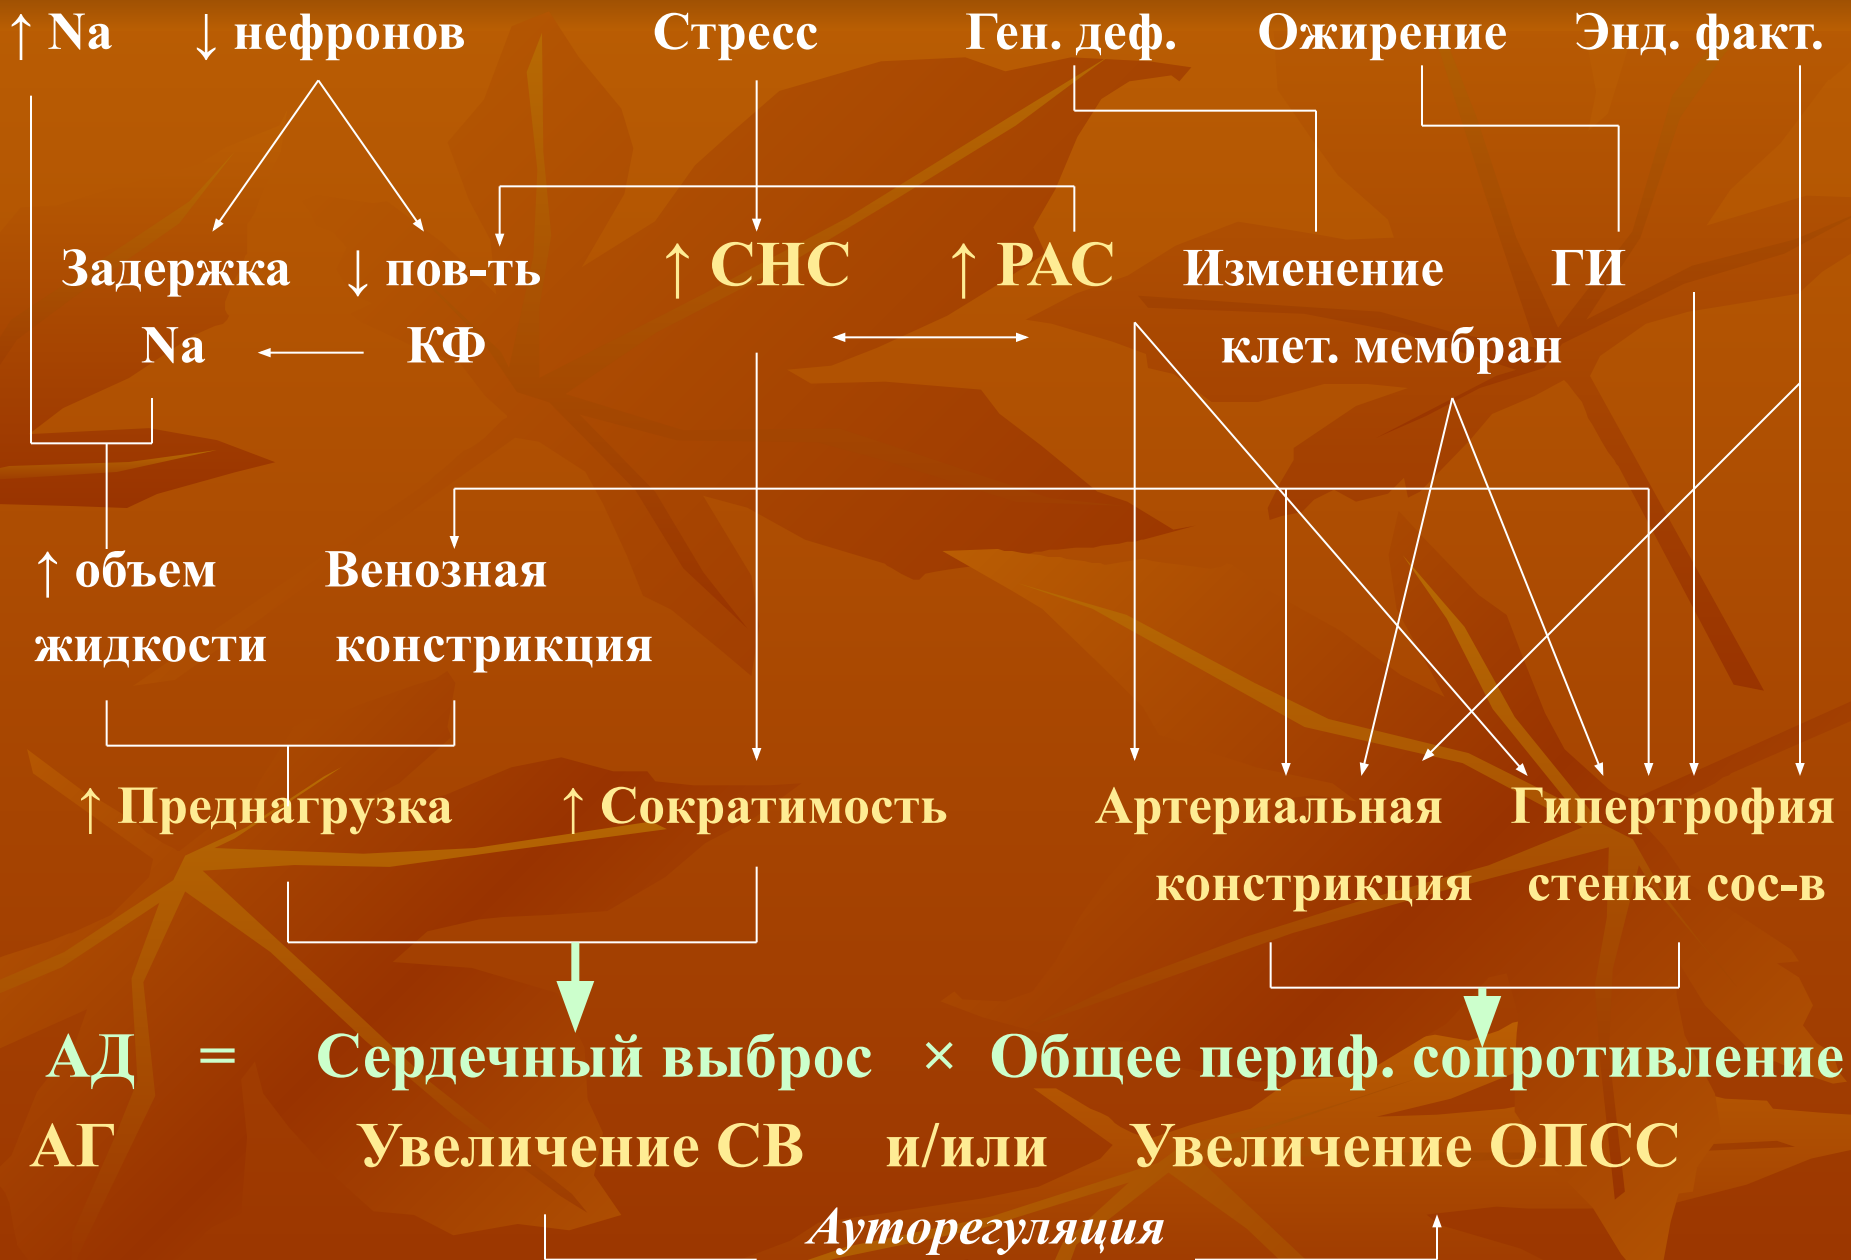 ↑ Na ↓ нефронов Стресс Ген. деф. Ожирение Энд. факт.
Задержка ↓ пов-ть ↑ СНС ↑ РАС Изменение ГИ
Na КФ клет. мембран
↑ объем Венозная
жидкости констрикция
↑ Преднагрузка ↑ Сократимость Артериальная Гипертрофия
констрикция стенки сос-в
АД = Сердечный выброс × Общее периф. сопротивление
АГ Увеличение СВ и/или Увеличение ОПСС
Ауторегуляция